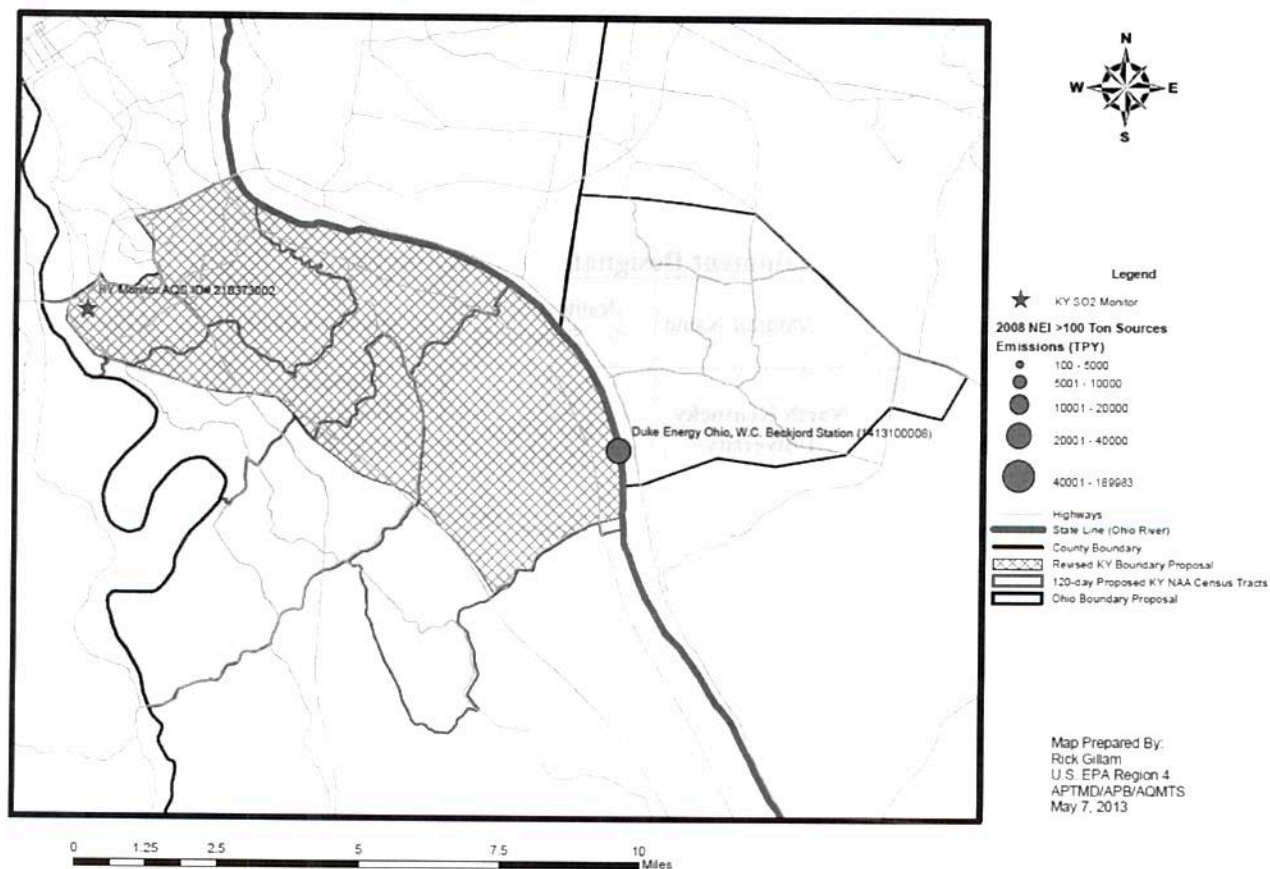 N
W E
S
KY Monitor AQS ID# 210373002
Duke Energy Ohio, W.C. Beckjord Station (1413100008)
Legend
KY SO2 Monitor
2008 NEI >100 Ton Sources
Emissions (TPY)
100 - 5000
5001 - 10000
10001 - 20000
20001 - 40000
40001 -
Highways
State Line (Ohio River)
County Boundary
Revised KY Boundary Proposal
120-day Proposed KY NAA Census Tracts
Ohio Boundary Proposal
Map Prepared By:
Rick Gillam
U.S. EPA Region 4
APTMD/APB/AQMTS
May 7, 2013
0 1.25 2.5 5 7.5 10
Miles